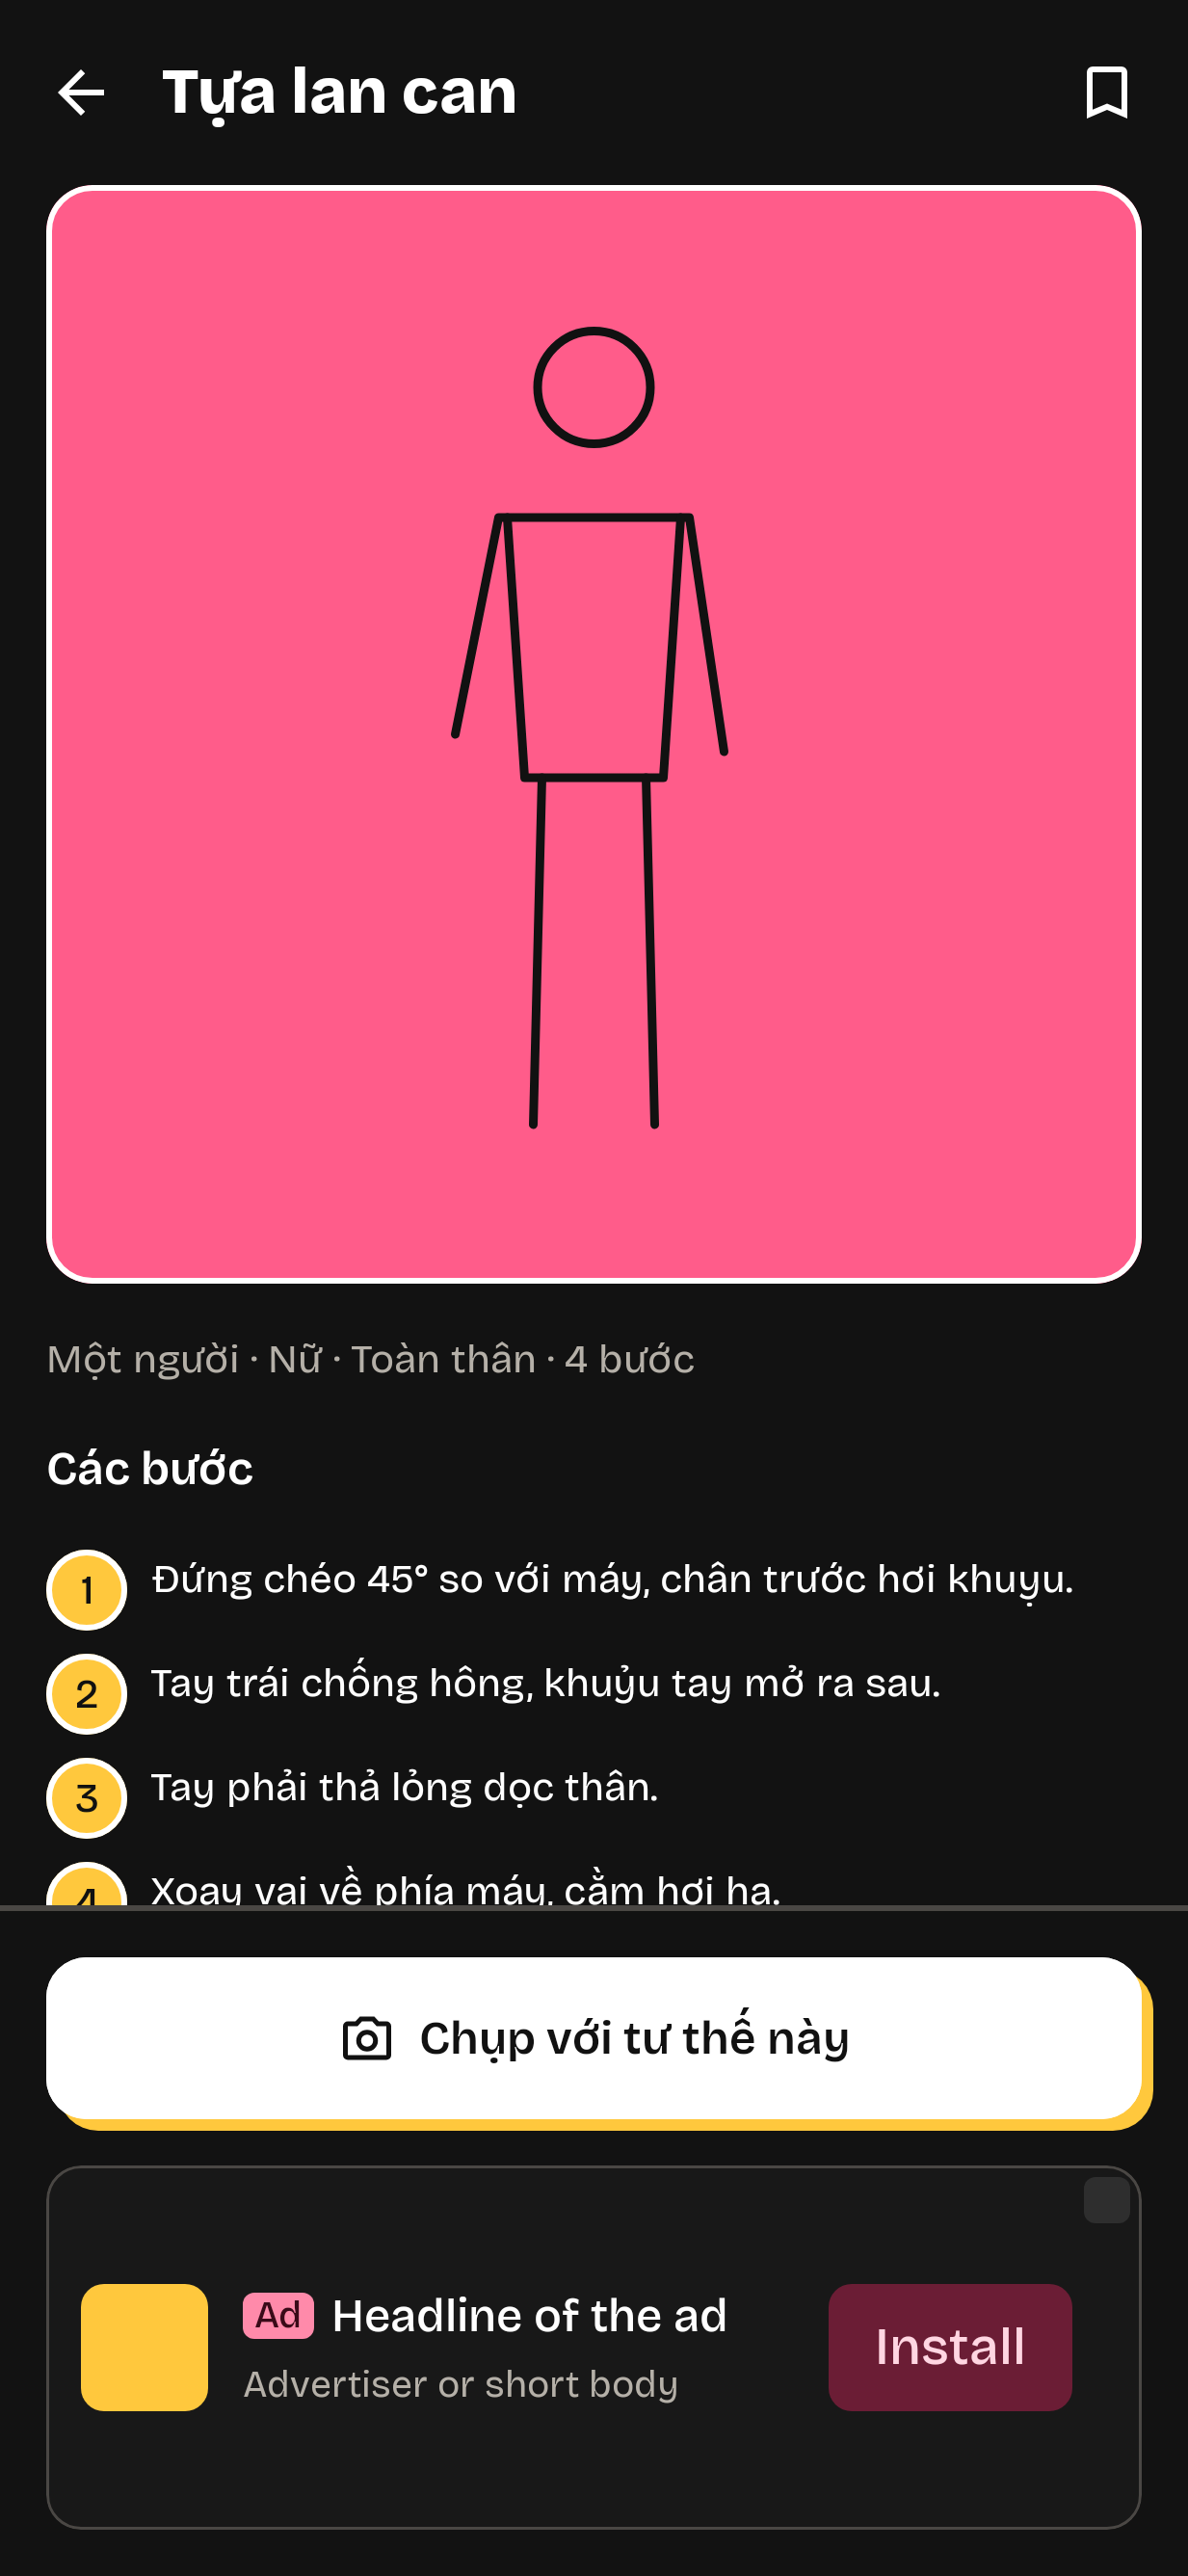 Tựa lan can
Một người · Nữ · Toàn thân · 4 bước
Các bước
1 Đứng chéo 45° so với máy, chân trước hơi khuỵu.
2 Tay trái chống hông, khuỷu tay mở ra sau.
3 Tay phải thả lỏng dọc thân.
4 Xoay vai về phía máy, cằm hơi hạ.
Chụp với tư thế này
Ad Headline of the ad
Advertiser or short body
Install